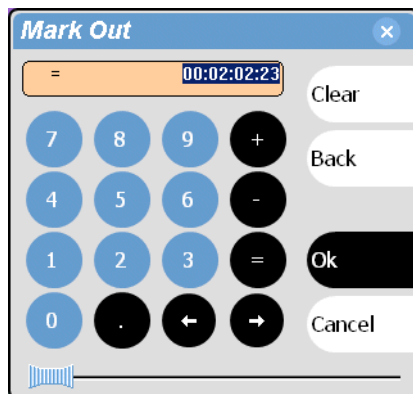 Mark Out
= 00:02:02:23
7 8 9 +
4 5 6 -
1 2 3 =
0 . ← →
Clear
Back
Ok
Cancel